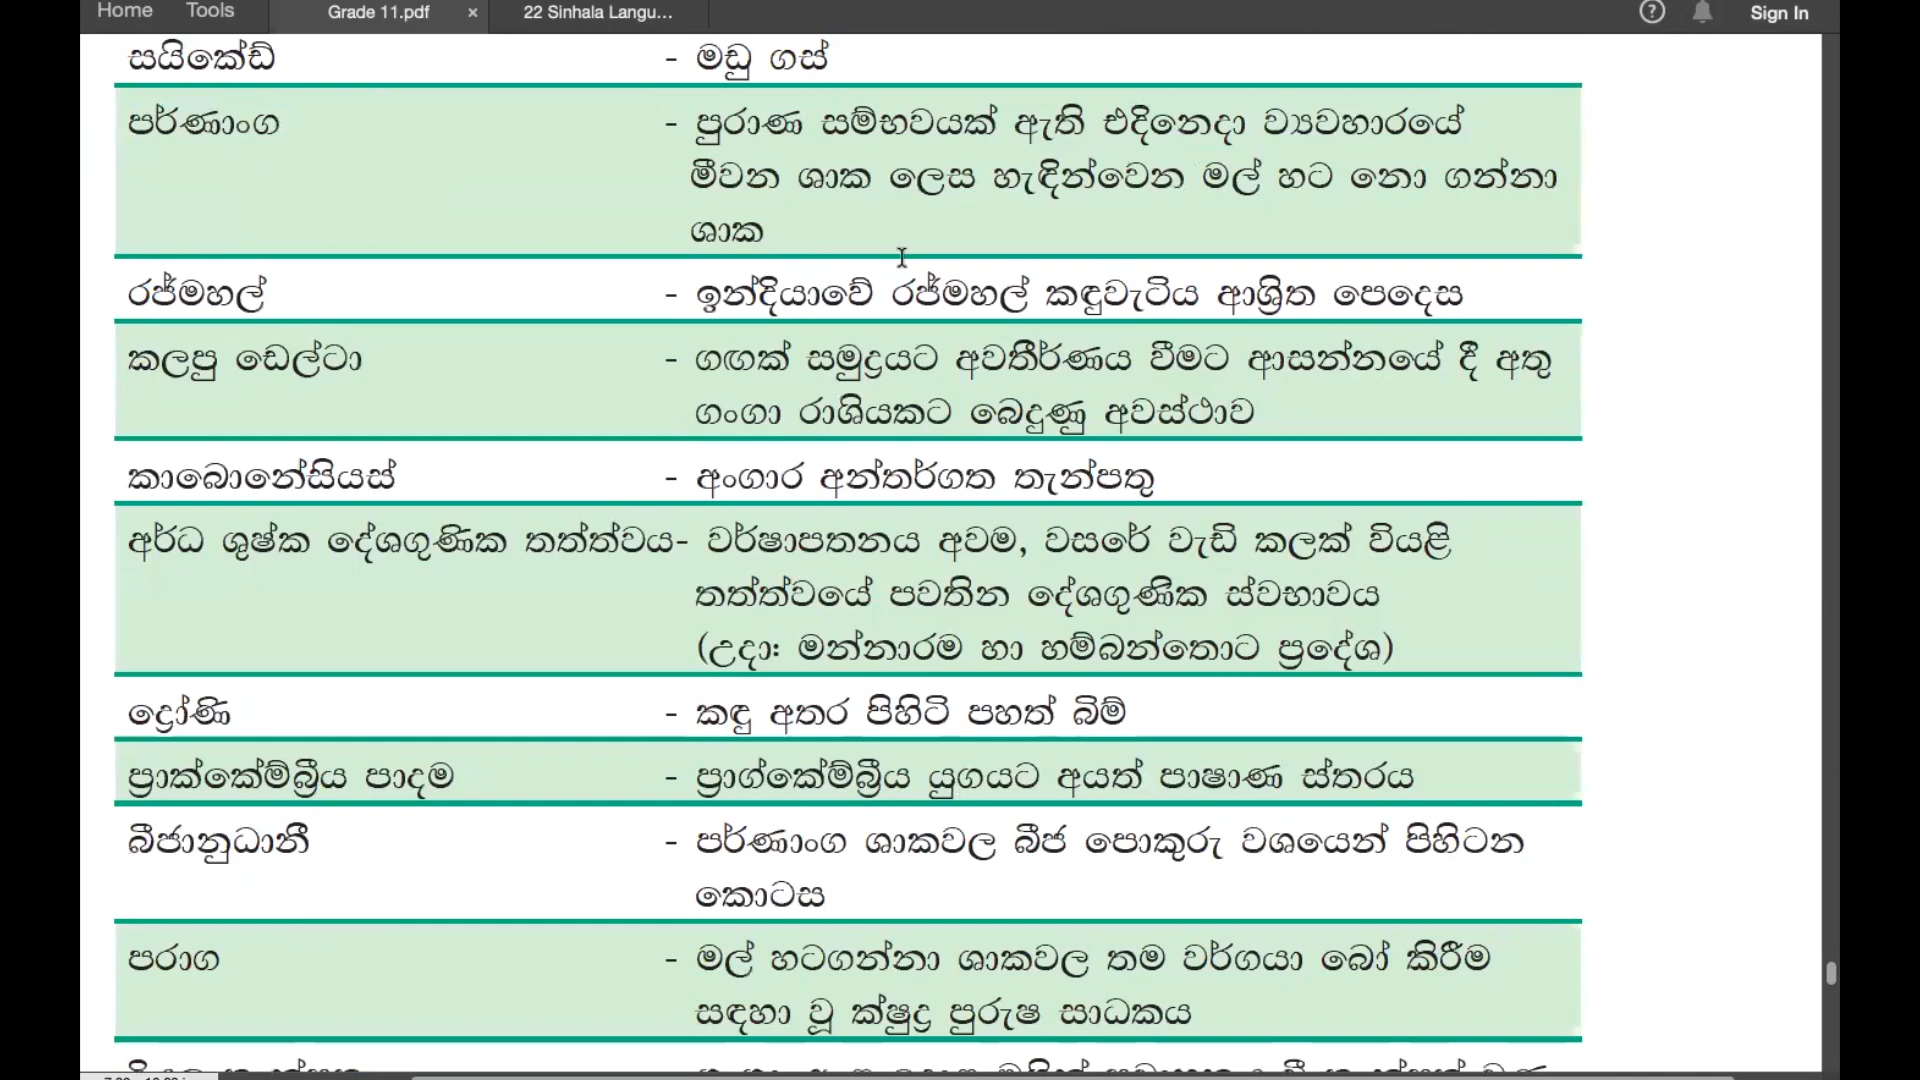 Home Tools Grade 11.pdf × 22 Sinhala Langu... ? Sign In
සයිකේඩ් - මඩු ගස්
පර්ණාංග - පුරාණ සම්භවයක් ඇති එදිනෙදා ව්‍යවහාරයේ
මීවන ශාක ලෙස හැඳින්වෙන මල් හට නො ගන්නා
ශාක
රජ්මහල් - ඉන්දියාවේ රජ්මහල් කඳුවැටිය ආශ්‍රිත පෙදෙස
කලපු ඩෙල්ටා - ගඟක් සමුද්‍රයට අවතීර්ණය වීමට ආසන්නයේ දී අතු
ගංගා රාශියකට බෙදුණු අවස්ථාව
කාබොනේසියස් - අංගාර අන්තර්ගත තැන්පතු
අර්ධ ශුෂ්ක දේශගුණික තත්ත්වය- වර්ෂාපතනය අවම, වසරේ වැඩි කලක් වියළි
තත්ත්වයේ පවතින දේශගුණික ස්වභාවය
(උදා: මන්නාරම හා හම්බන්තොට ප්‍රදේශ)
ද්‍රෝණි - කඳු අතර පිහිටි පහත් බිම්
ප්‍රාක්කේම්බ්‍රීය පාදම - ප්‍රාග්කේම්බ්‍රීය යුගයට අයත් පාෂාණ ස්තරය
බීජානුධානී - පර්ණාංග ශාකවල බීජ පොකුරු වශයෙන් පිහිටන
කොටස
පරාග - මල් හටගන්නා ශාකවල තම වර්ගයා බෝ කිරීම
සඳහා වූ ක්ෂුද්‍ර පුරුෂ සාධකය